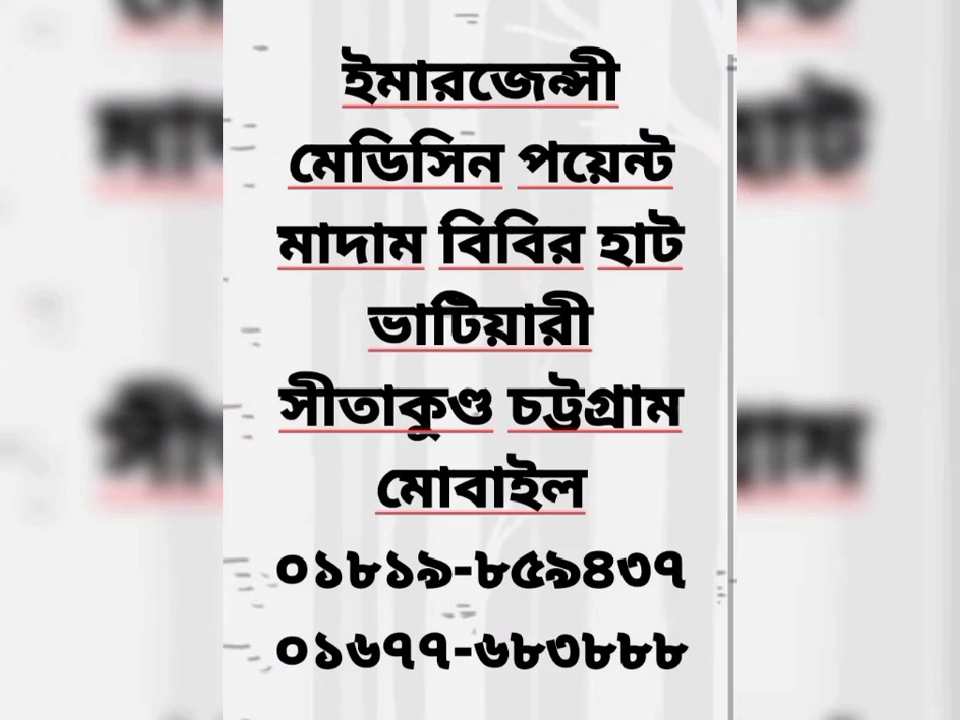 ইমারজেন্সী
মেডিসিন পয়েন্ট
মাদাম বিবির হাট
ভাটিয়ারী
সীতাকুণ্ড চট্টগ্রাম
মোবাইল
০১৮১৯-৮৫৯৪৩৭
০১৬৭৭-৬৮৩৮৮৮